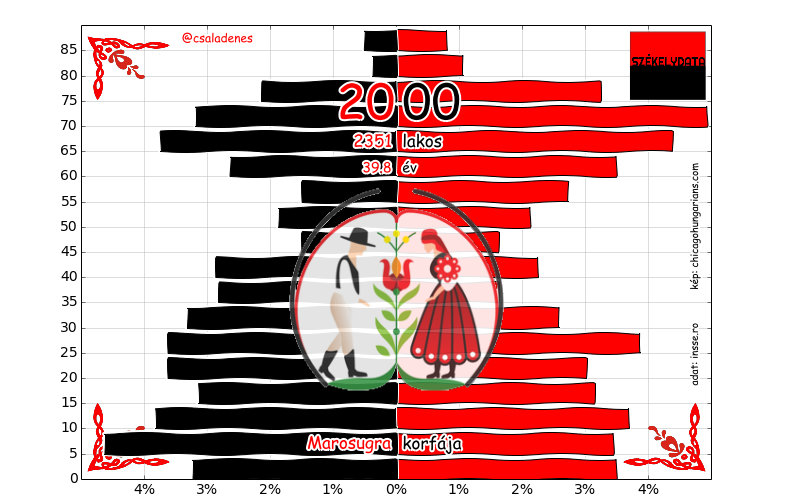 @csaladenes
SZÉKELYDATA
2000
2351 lakos
39.8 év
kép: chicagohungarians.com
adat: insse.ro
Marosugra korfája
85
80
75
70
65
60
55
50
45
40
35
30
25
20
15
10
5
0
4% 3% 2% 1% 0% 1% 2% 3% 4%